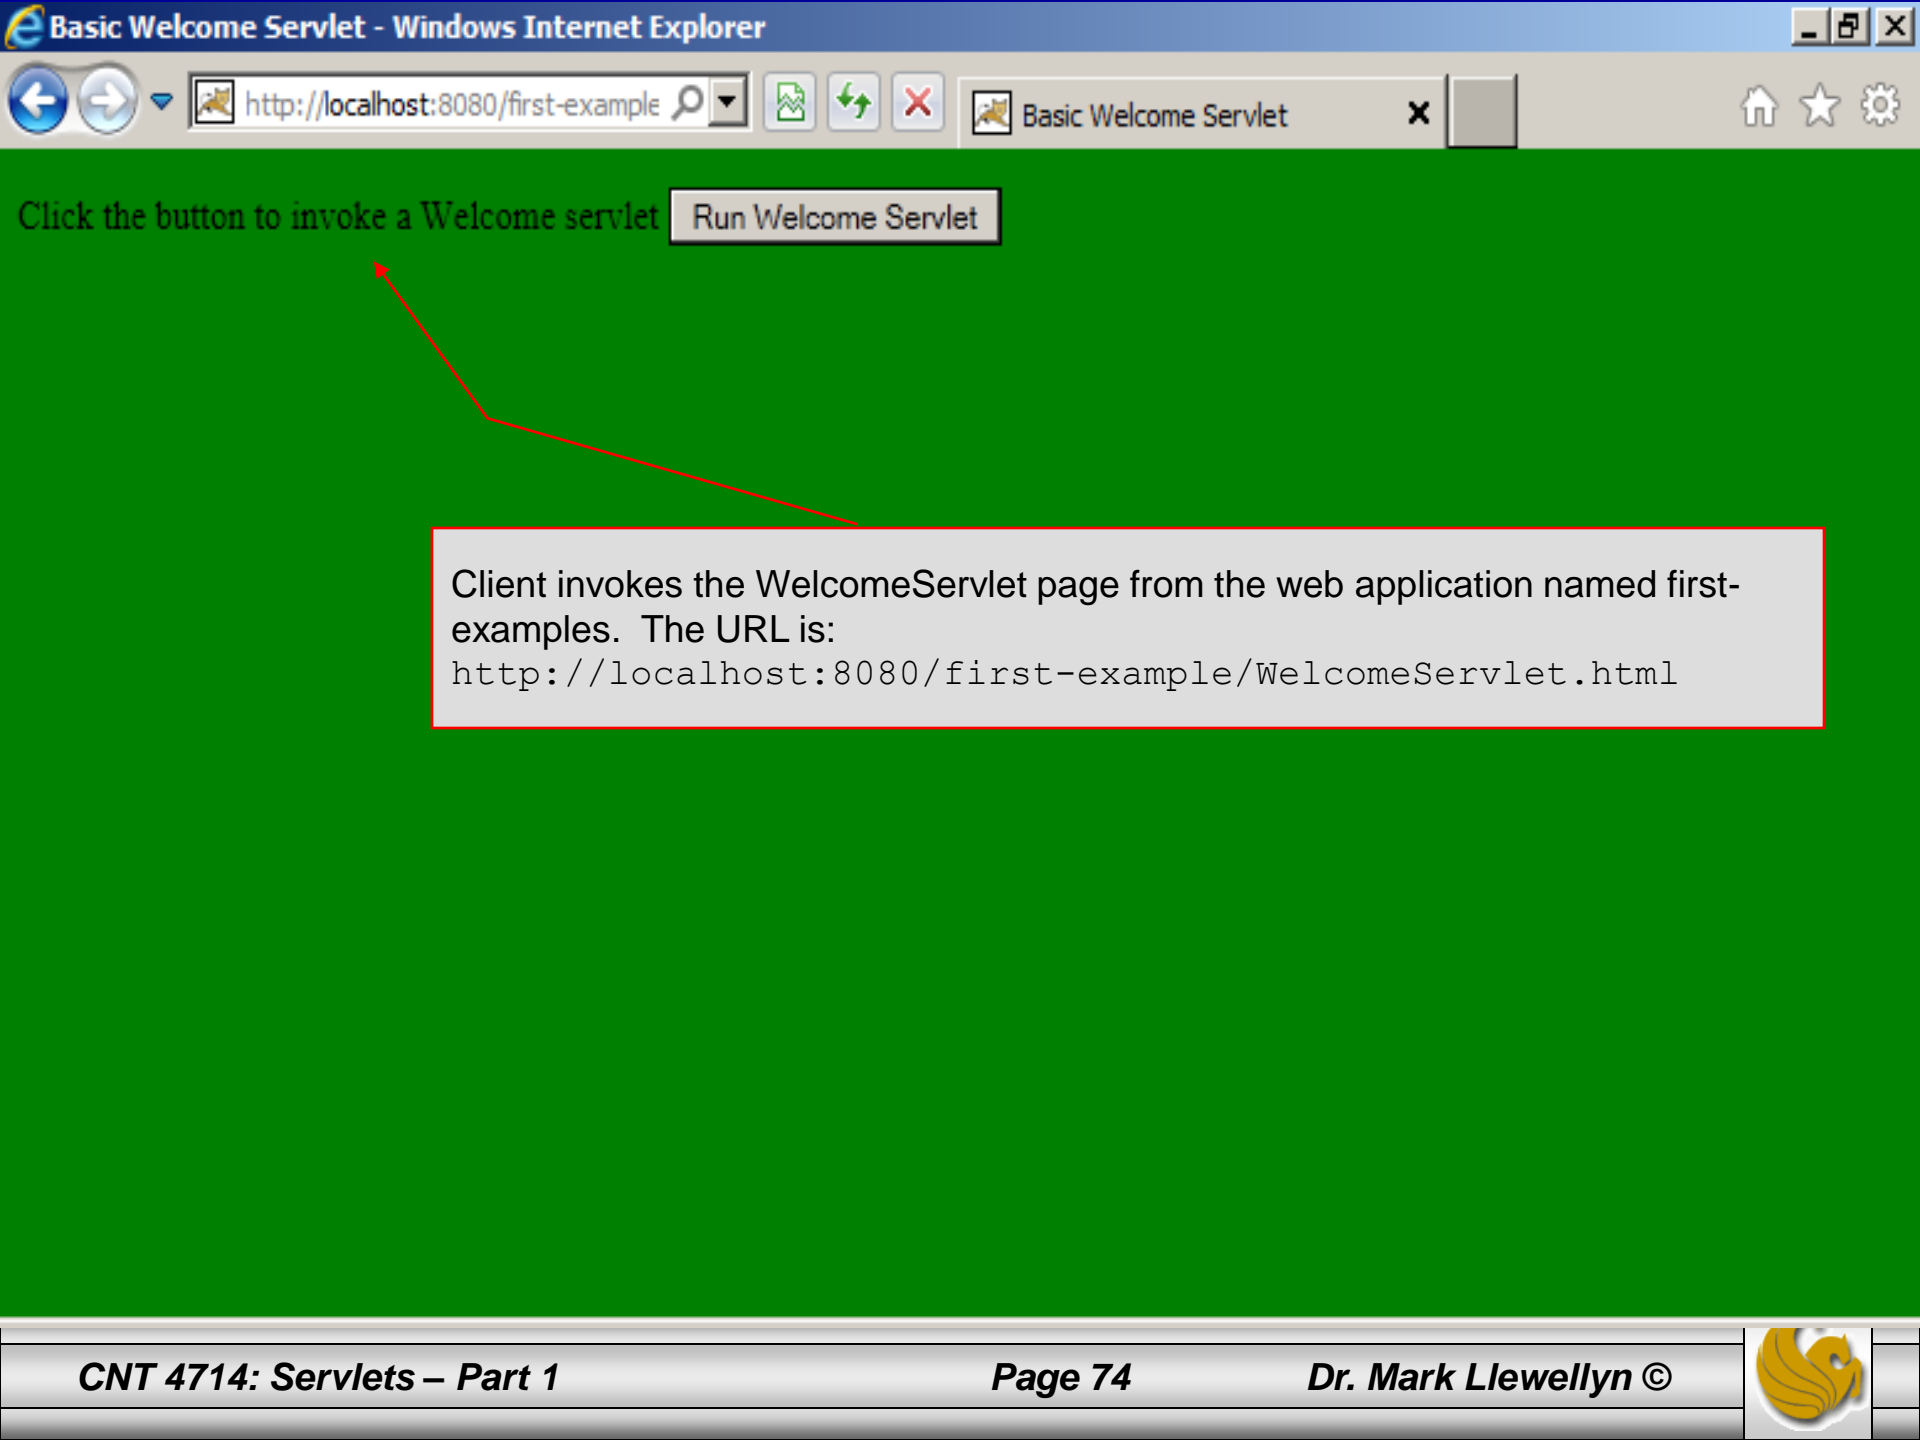 Basic Welcome Servlet - Windows Internet Explorer
http://localhost:8080/first-example
Basic Welcome Servlet
Click the button to invoke a Welcome servlet Run Welcome Servlet
Client invokes the WelcomeServlet page from the web application named first-
examples. The URL is:
http://localhost:8080/first-example/WelcomeServlet.html
CNT 4714: Servlets – Part 1 Page 74 Dr. Mark Llewellyn ©